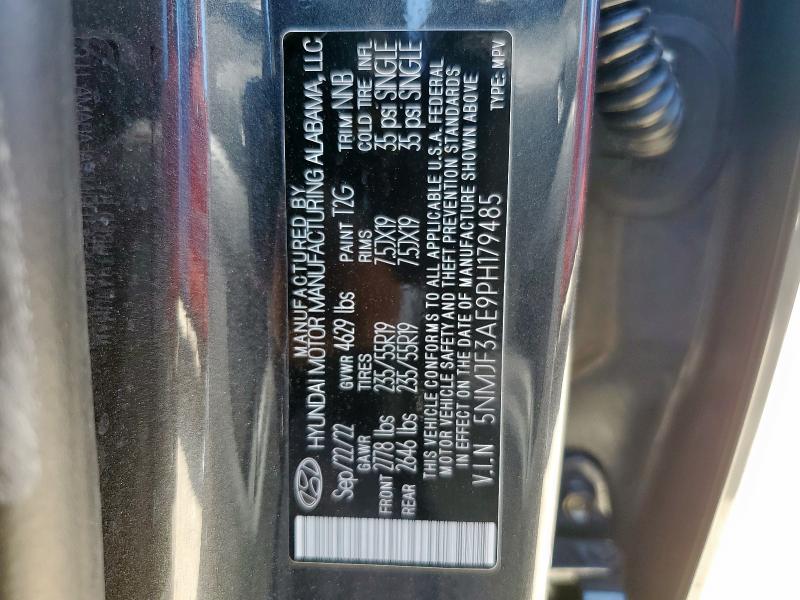 MANUFACTURED BY
HYUNDAI MOTOR MANUFACTURING ALABAMA, LLC
Sep/22/22 GVWR 4629 lbs PAINT T2G TRIM NNB
GAWR TIRES RIMS COLD TIRE INFL
FRONT 2778 lbs 235/55R19 7.5JX19 35 psi SINGLE
REAR 2646 lbs 235/55R19 7.5JX19 35 psi SINGLE
THIS VEHICLE CONFORMS TO ALL APPLICABLE U.S.A. FEDERAL
MOTOR VEHICLE SAFETY AND THEFT PREVENTION STANDARDS
IN EFFECT ON THE DATE OF MANUFACTURE SHOWN ABOVE
V.I.N 5NMJF3AE9PH179485 TYPE: MPV